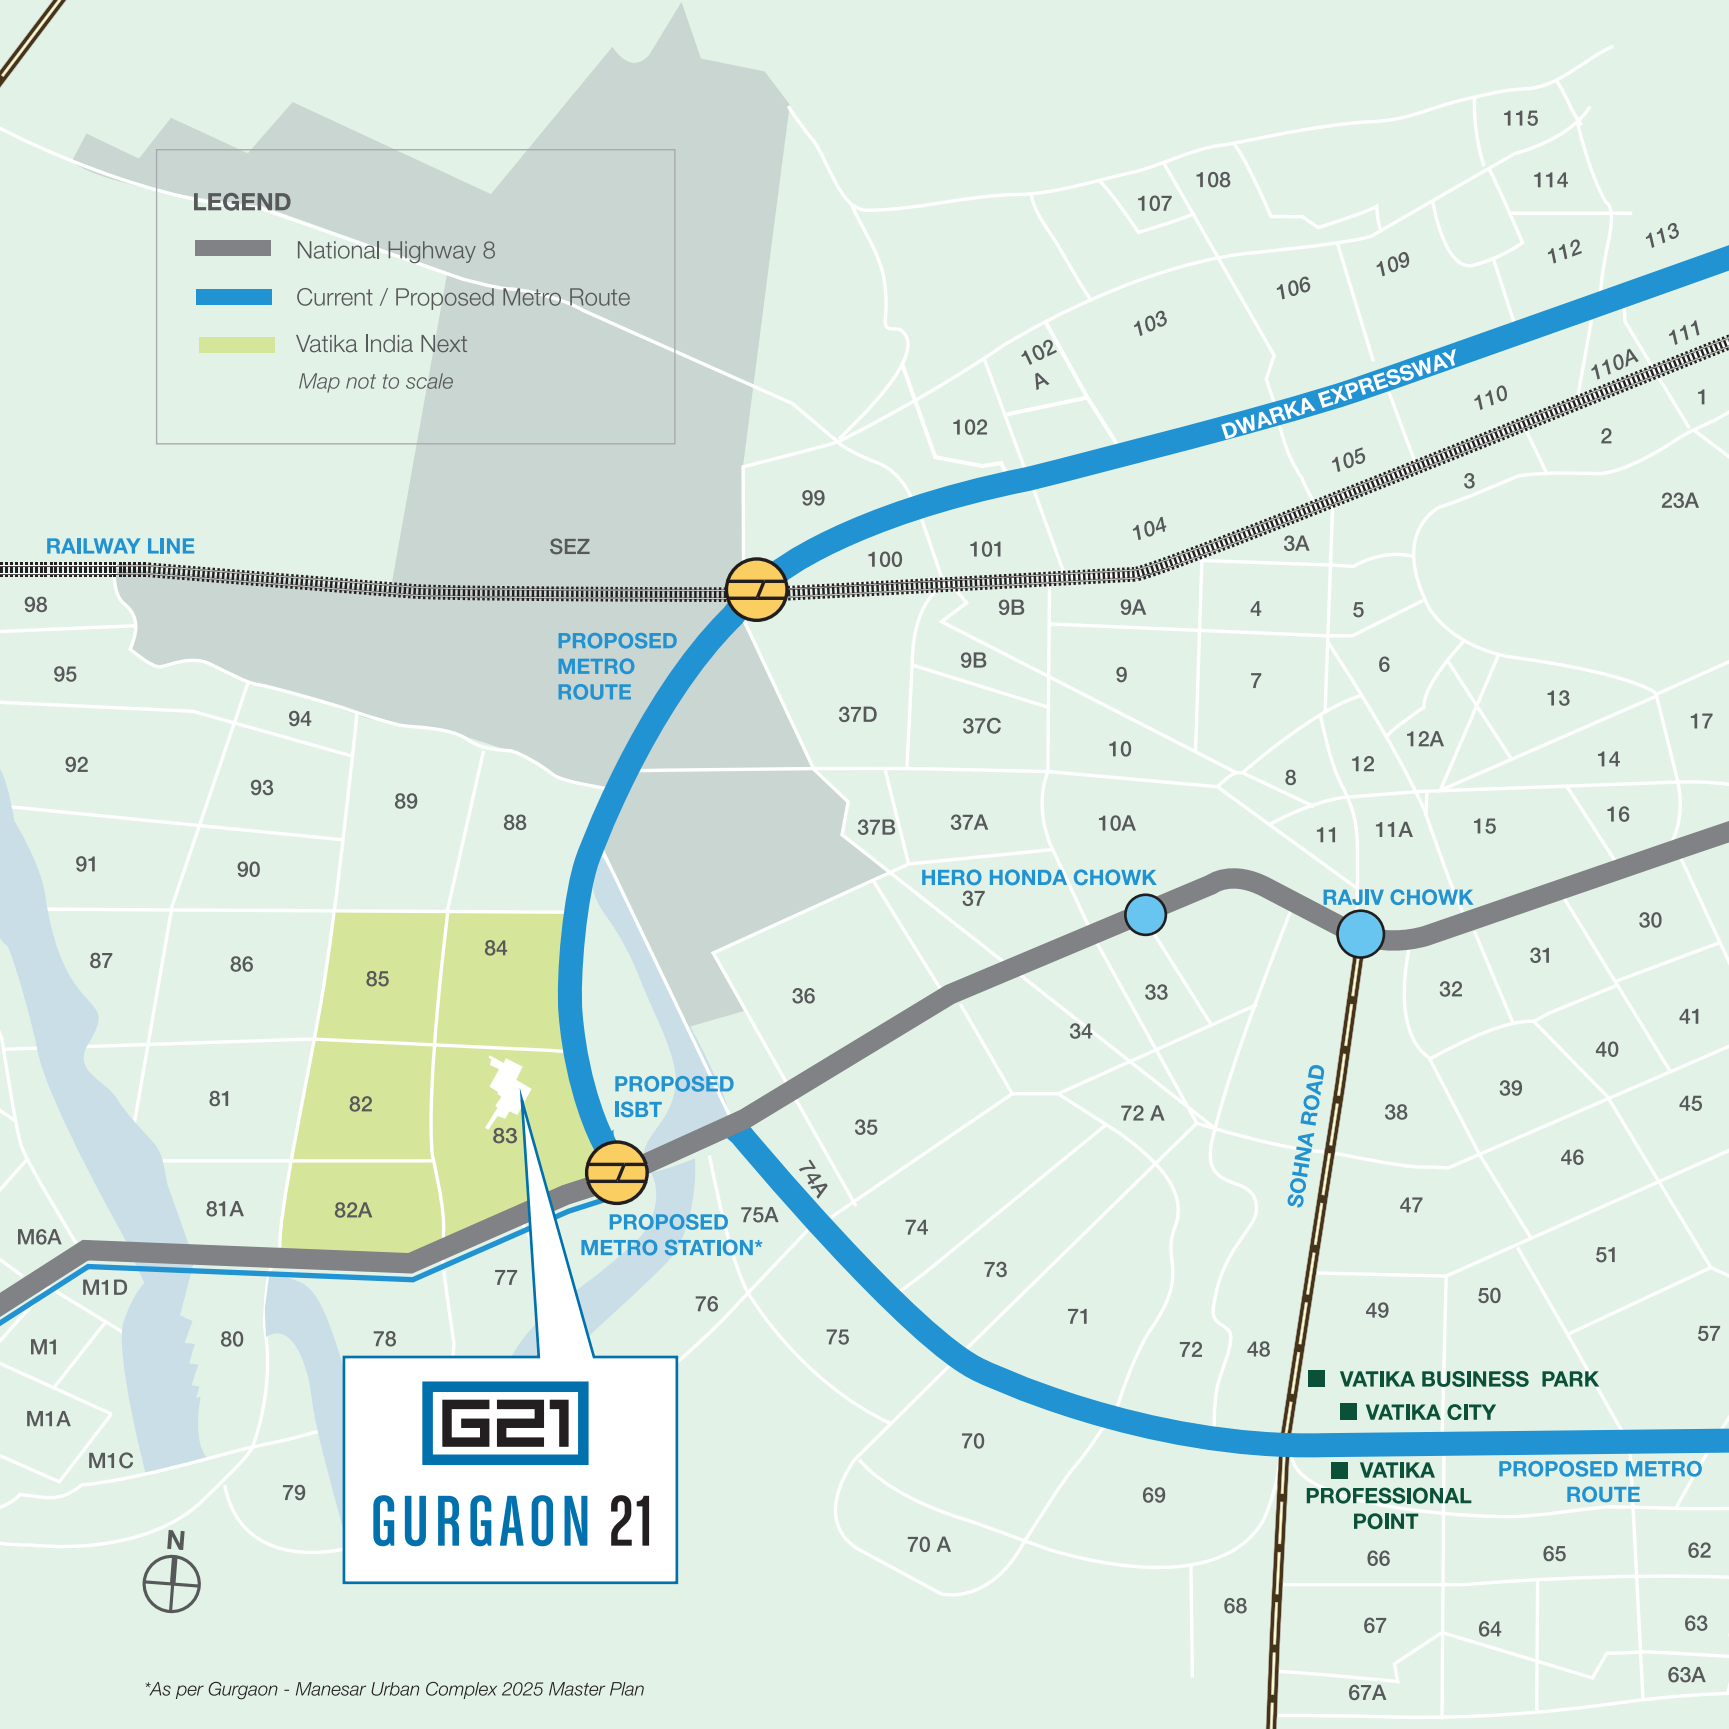 LEGEND
National Highway 8
Current / Proposed Metro Route
Vatika India Next
Map not to scale
115
108
107
114
113
112
109
106
103
102
A
111
110A
110
1
2
DWARKA EXPRESSWAY
102
105
3
99
23A
RAILWAY LINE
SEZ
104
3A
101
100
98
9B
9A
4
5
PROPOSED
METRO
ROUTE
95
9B
9
7
6
94
37D
37C
13
17
92
10
12A
12
14
8
93
89
88
37B
37A
10A
11
11A
15
16
91
90
HERO HONDA CHOWK
37
RAJIV CHOWK
30
87
86
85
84
36
33
32
31
34
41
40
81
82
83
PROPOSED
ISBT
35
72 A
SOHNA ROAD
38
39
45
46
74A
81A
82A
PROPOSED
METRO STATION*
75A
74
47
M6A
M1D
77
73
51
76
71
49
50
M1
80
78
75
72
48
57
VATIKA BUSINESS PARK
VATIKA CITY
M1A
M1C
G21
GURGAON 21
70
VATIKA
PROFESSIONAL
POINT
PROPOSED METRO
ROUTE
79
69
N
70 A
66
65
62
68
67
64
63
63A
67A
*As per Gurgaon - Manesar Urban Complex 2025 Master Plan